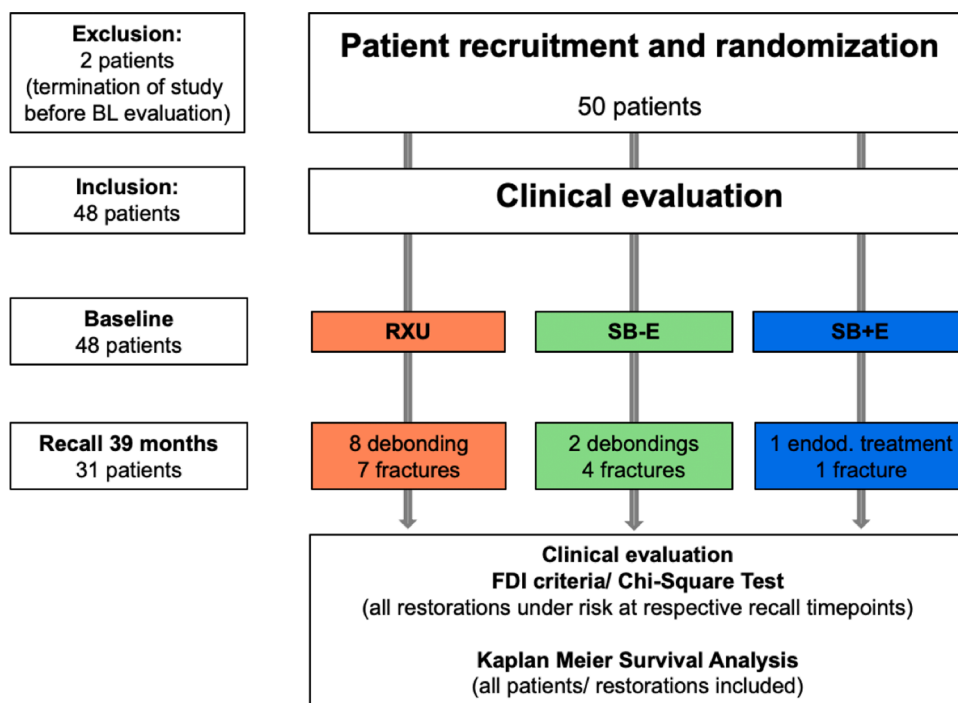 Exclusion:
2 patients
(termination of study
before BL evaluation)
Patient recruitment and randomization
50 patients
Inclusion:
48 patients
Clinical evaluation
Baseline
48 patients
RXU
SB-E
SB+E
Recall 39 months
31 patients
8 debonding
7 fractures
2 debondings
4 fractures
1 endod. treatment
1 fracture
Clinical evaluation
FDI criteria/ Chi-Square Test
(all restorations under risk at respective recall timepoints)
Kaplan Meier Survival Analysis
(all patients/ restorations included)